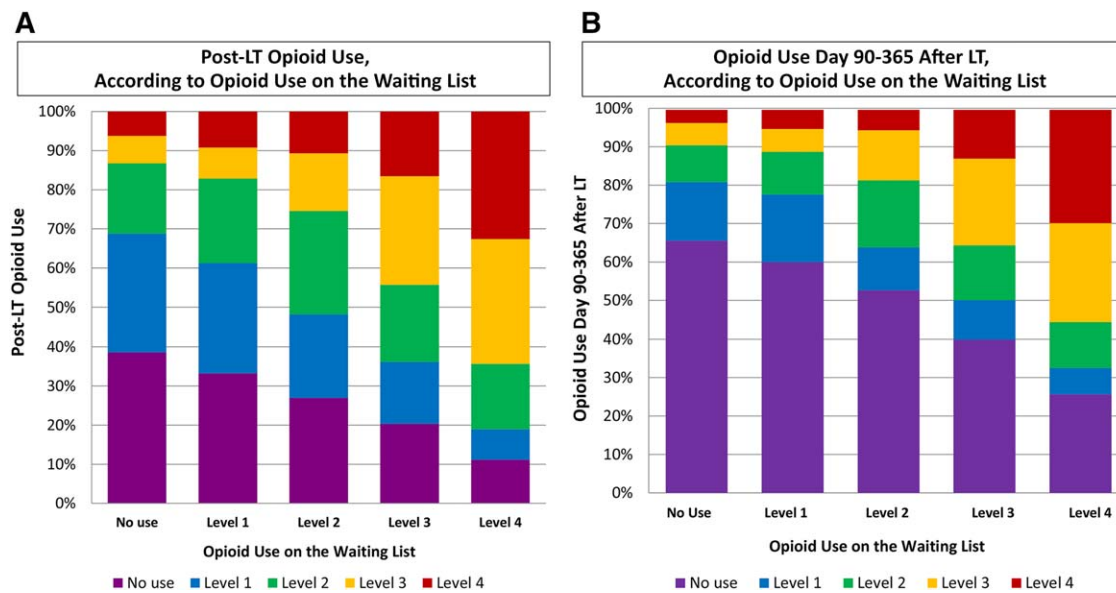 A
Post-LT Opioid Use,
According to Opioid Use on the Waiting List
Post-LT Opioid Use
100%
90%
80%
70%
60%
50%
40%
30%
20%
10%
0%
No use Level 1 Level 2 Level 3 Level 4
Opioid Use on the Waiting List
No use Level 1 Level 2 Level 3 Level 4
B
Opioid Use Day 90-365 After LT,
According to Opioid Use on the Waiting List
Opioid Use Day 90-365 After LT
100%
90%
80%
70%
60%
50%
40%
30%
20%
10%
0%
No Use Level 1 Level 2 Level 3 Level 4
Opioid Use on the Waiting List
No use Level 1 Level 2 Level 3 Level 4